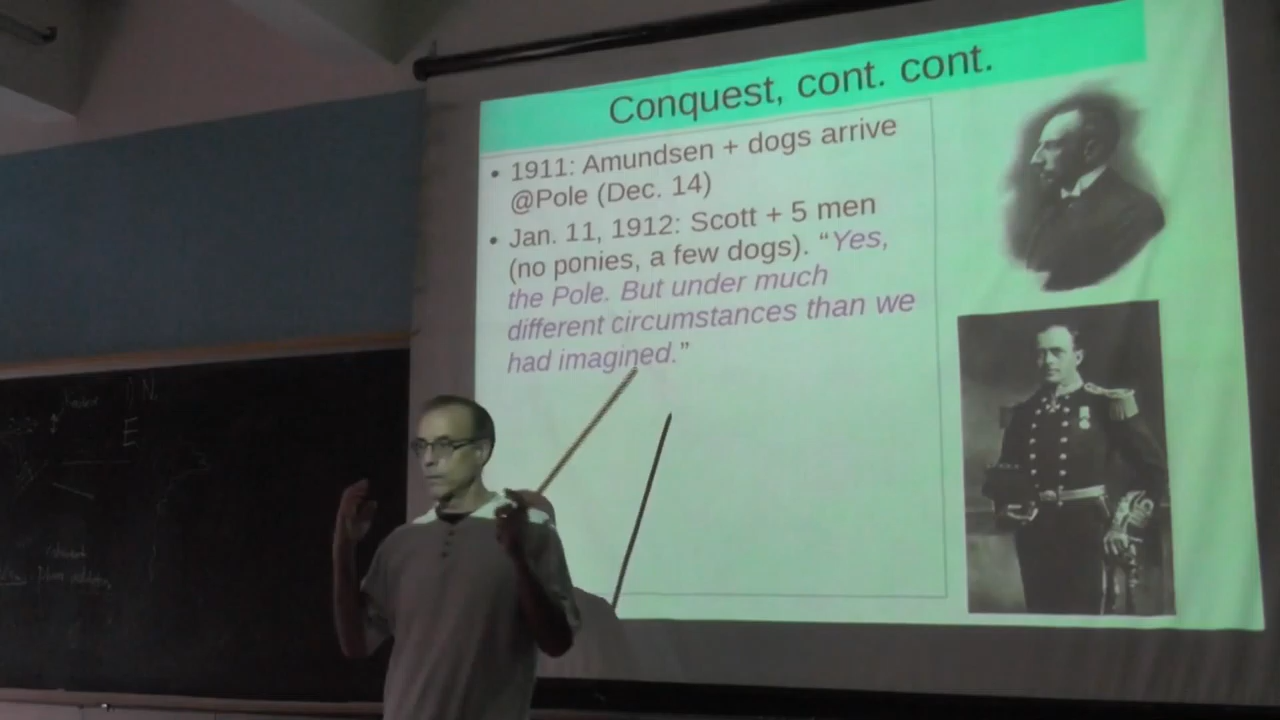 Conquest, cont. cont.
• 1911: Amundsen + dogs arrive
@Pole (Dec. 14)
• Jan. 11, 1912: Scott + 5 men
(no ponies, a few dogs). “Yes,
the Pole. But under much
different circumstances than we
had imagined.”